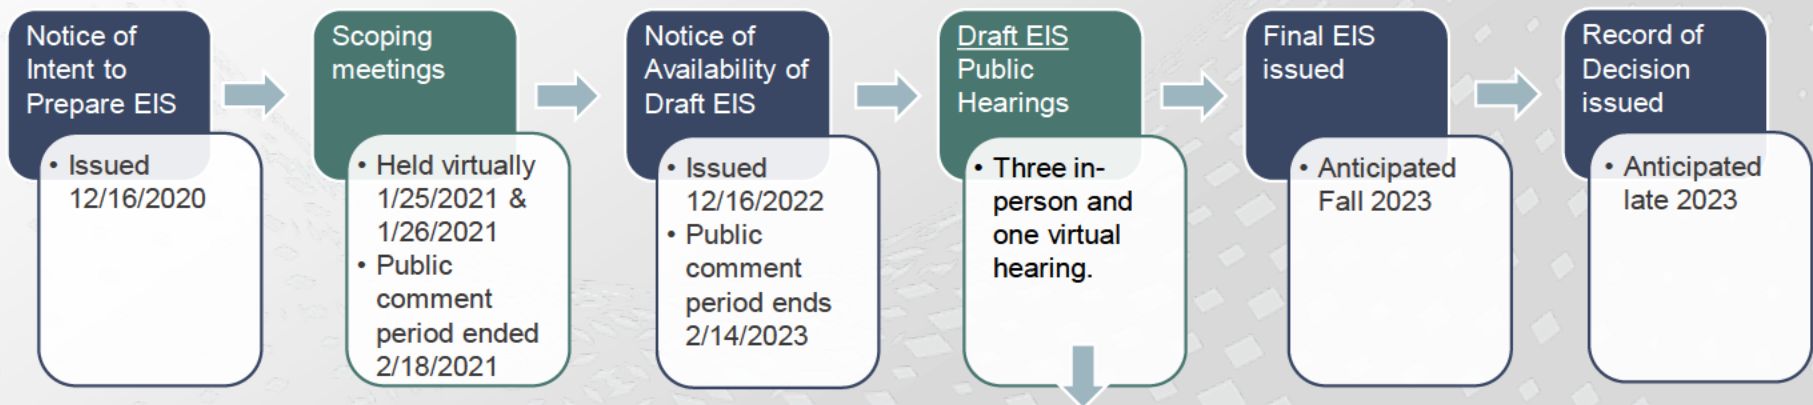 Notice of
Intent to
Prepare EIS
• Issued
12/16/2020
Scoping
meetings
• Held virtually
1/25/2021 &
1/26/2021
• Public
comment
period ended
2/18/2021
Notice of
Availability of
Draft EIS
• Issued
12/16/2022
• Public
comment
period ends
2/14/2023
Draft EIS
Public
Hearings
• Three in-
person and
one virtual
hearing.
Final EIS
issued
• Anticipated
Fall 2023
Record of
Decision
issued
• Anticipated
late 2023